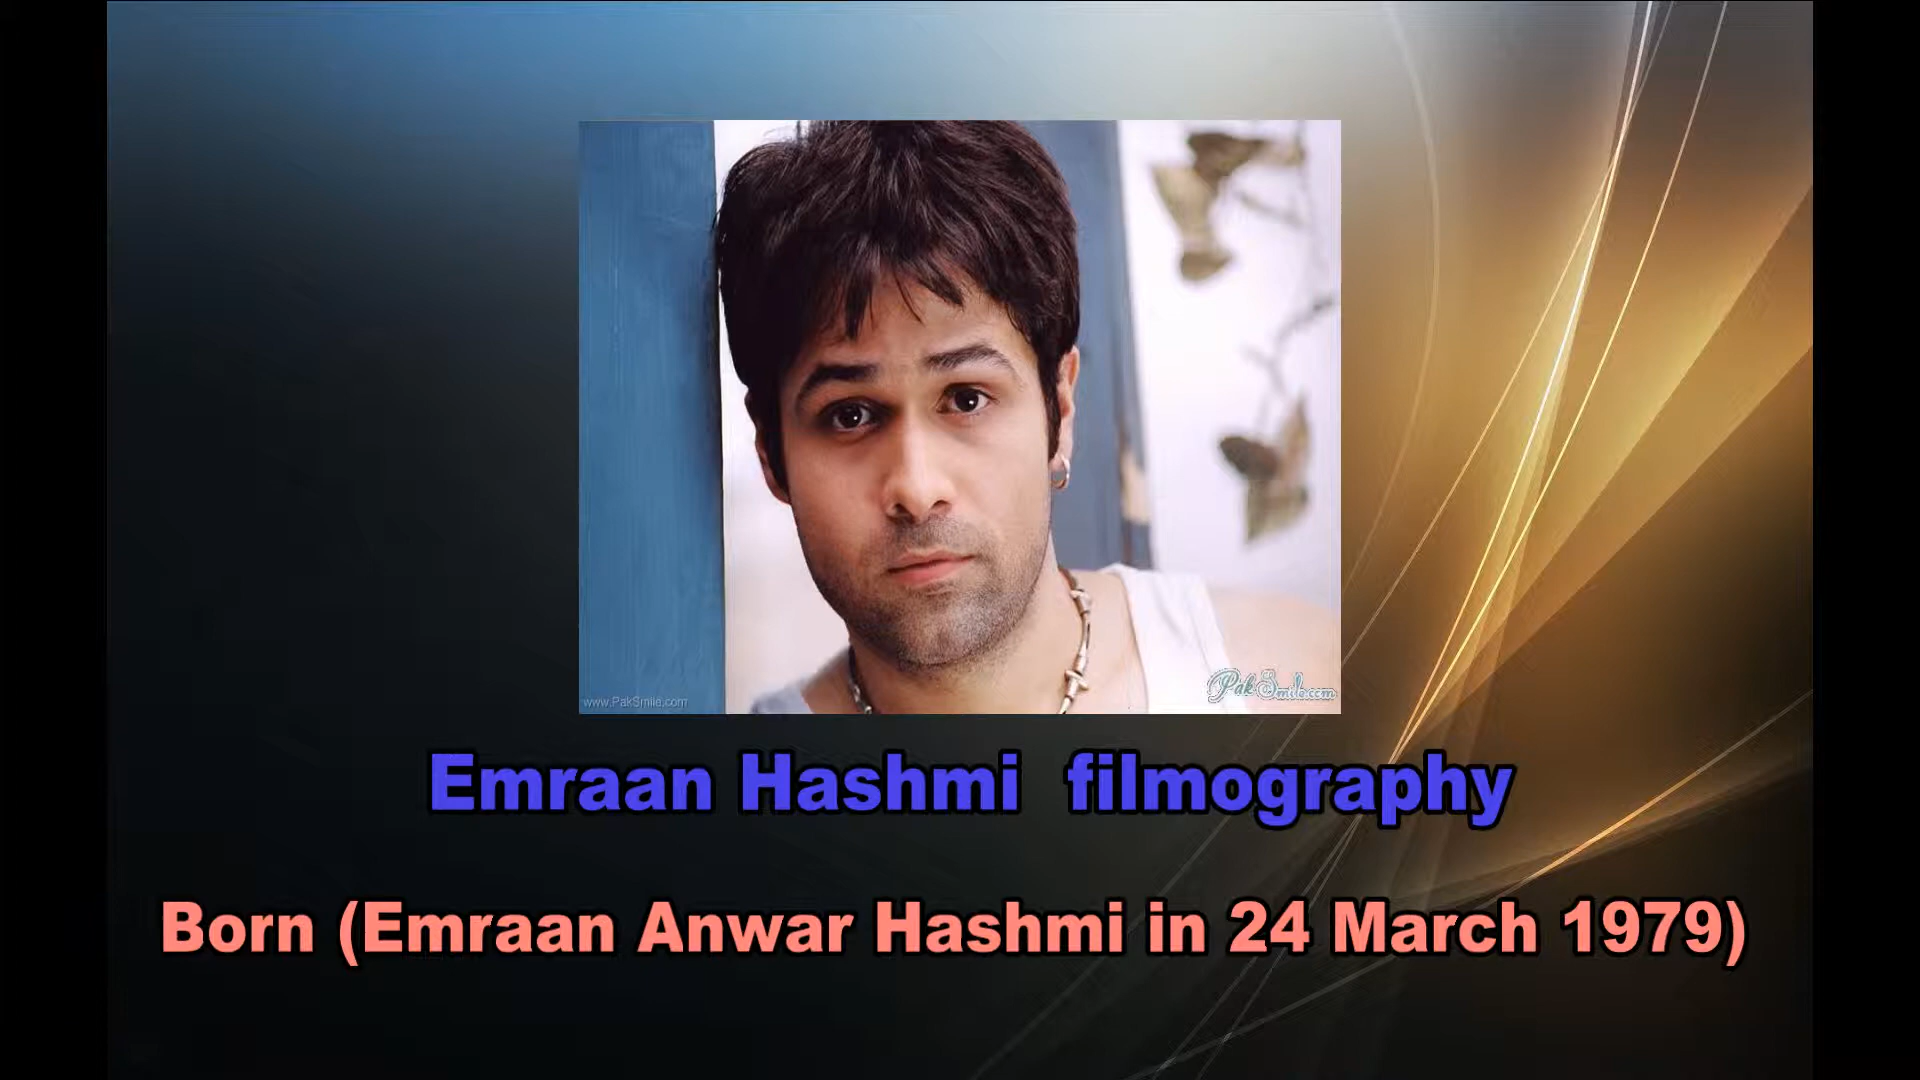 www.PakSmile.com
PakSmile.com
Emraan Hashmi filmography
Born (Emraan Anwar Hashmi in 24 March 1979)